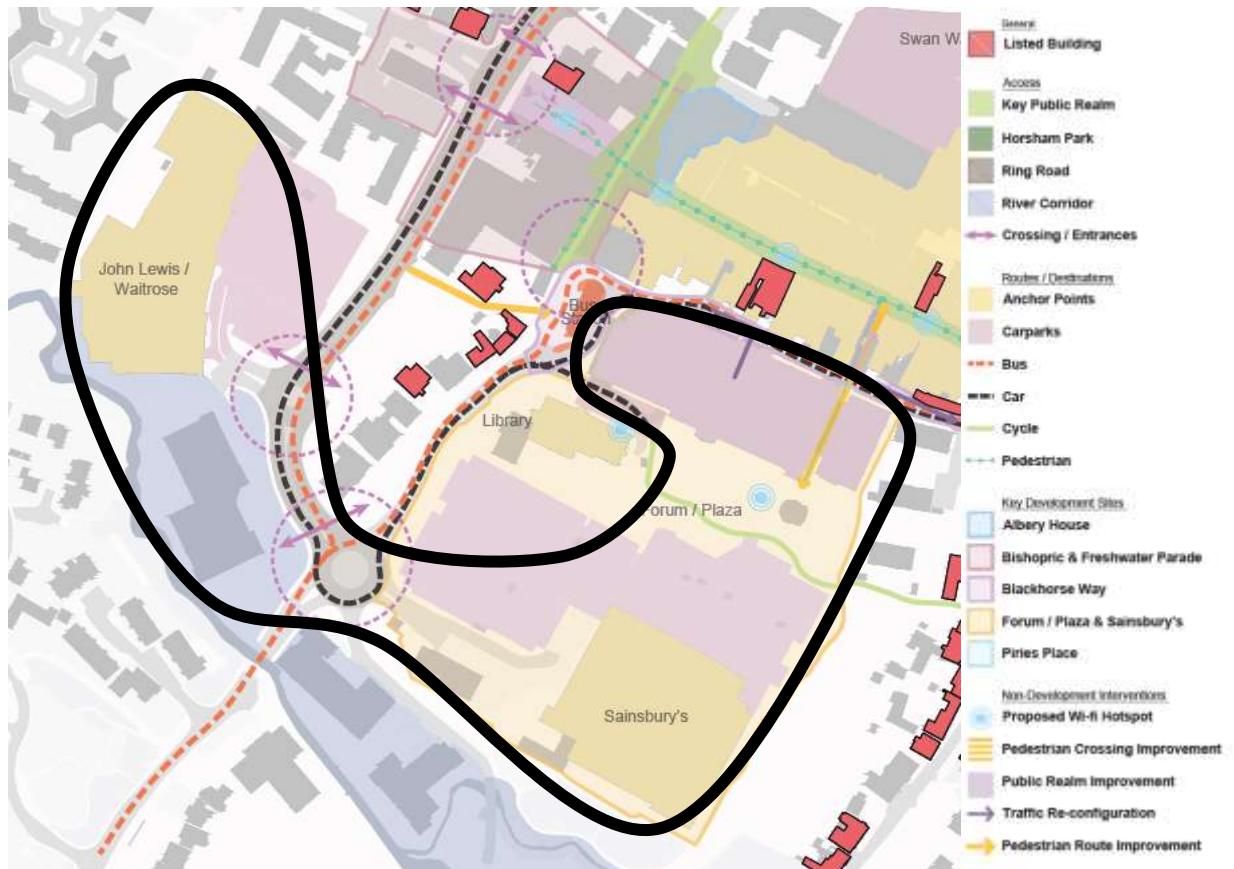 Swan W
John Lewis /
Waitrose
Bus
Library
Forum / Plaza
Sainsbury's
General
Listed Building
Access
Key Public Realm
Horsham Park
Ring Road
River Corridor
Crossing / Entrances
Routes / Destinations
Anchor Points
Carparks
Bus
Car
Cycle
Pedestrian
Key Development Sites
Albery House
Bishopric & Freshwater Parade
Blackhorse Way
Forum / Plaza & Sainsbury's
Piries Place
Non-Development Interventions
Proposed Wi-fi Hotspot
Pedestrian Crossing Improvement
Public Realm Improvement
Traffic Re-configuration
Pedestrian Route Improvement